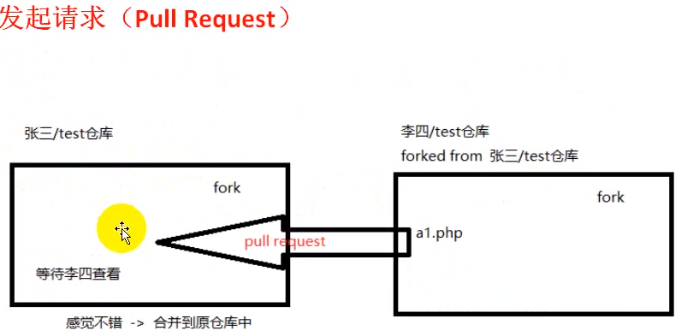 发起请求（Pull Request）
张三/test仓库
李四/test仓库
forked from 张三/test仓库
fork
fork
pull request
a1.php
等待李四查看
感觉不错 -> 合并到原仓库中